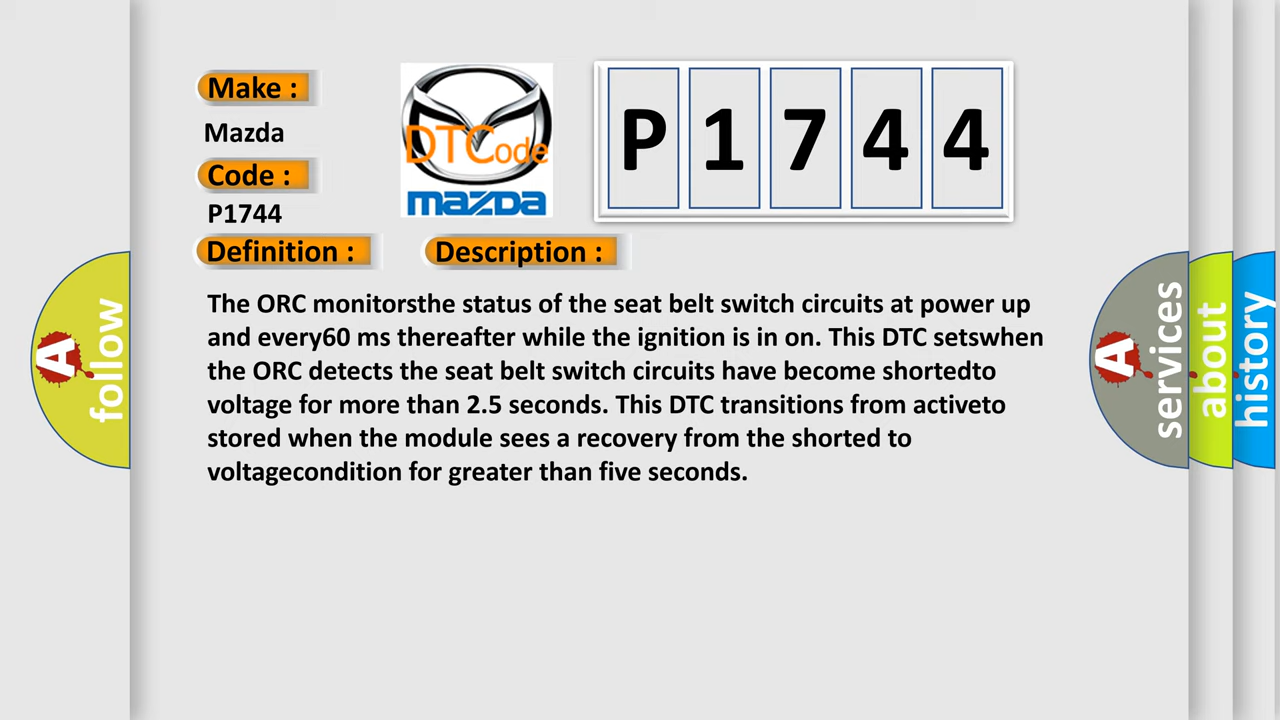 Make :
Mazda
Code :
P1744
DTCode
mazda
P 1 7 4 4
Definition :
Description :
The ORC monitorsthe status of the seat belt switch circuits at power up
and every60 ms thereafter while the ignition is in on. This DTC setswhen
the ORC detects the seat belt switch circuits have become shortedto
voltage for more than 2.5 seconds. This DTC transitions from activeto
stored when the module sees a recovery from the shorted to
voltagecondition for greater than five seconds.
A follow
A services
about
history